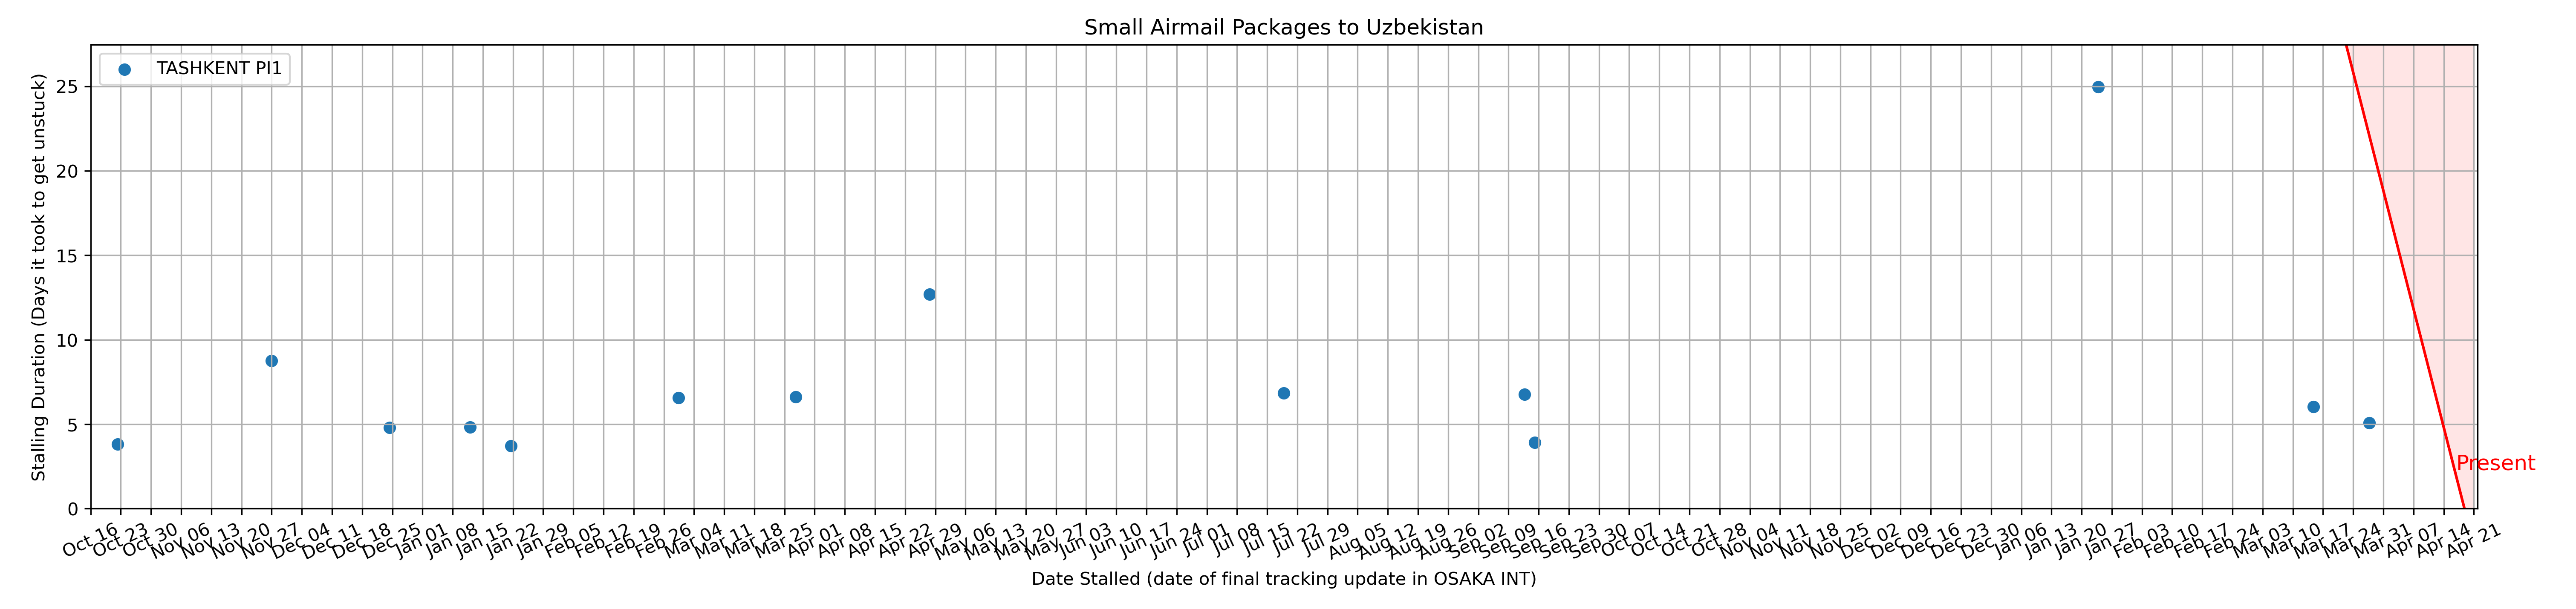 Small Airmail Packages to Uzbekistan
TASHKENT PI1
Stalling Duration (Days it took to get unstuck)
25
20
15
10
5
0
Oct 16 Oct 23 Oct 30 Nov 06 Nov 13 Nov 20 Nov 27 Dec 04 Dec 11 Dec 18 Dec 25 Jan 01 Jan 08 Jan 15 Jan 22 Jan 29 Feb 05 Feb 12 Feb 19 Feb 26 Mar 04 Mar 11 Mar 18 Mar 25 Apr 01 Apr 08 Apr 15 Apr 22 Apr 29 May 06 May 13 May 20 May 27 Jun 03 Jun 10 Jun 17 Jun 24 Jul 01 Jul 08 Jul 15 Jul 22 Jul 29 Aug 05 Aug 12 Aug 19 Aug 26 Sep 02 Sep 09 Sep 16 Sep 23 Sep 30 Oct 07 Oct 14 Oct 21 Oct 28 Nov 04 Nov 11 Nov 18 Nov 25 Dec 02 Dec 09 Dec 16 Dec 23 Dec 30 Jan 06 Jan 13 Jan 20 Jan 27 Feb 03 Feb 10 Feb 17 Feb 24 Mar 03 Mar 10 Mar 17 Mar 24 Mar 31 Apr 07 Apr 14 Apr 21
Present
Date Stalled (date of final tracking update in OSAKA INT)